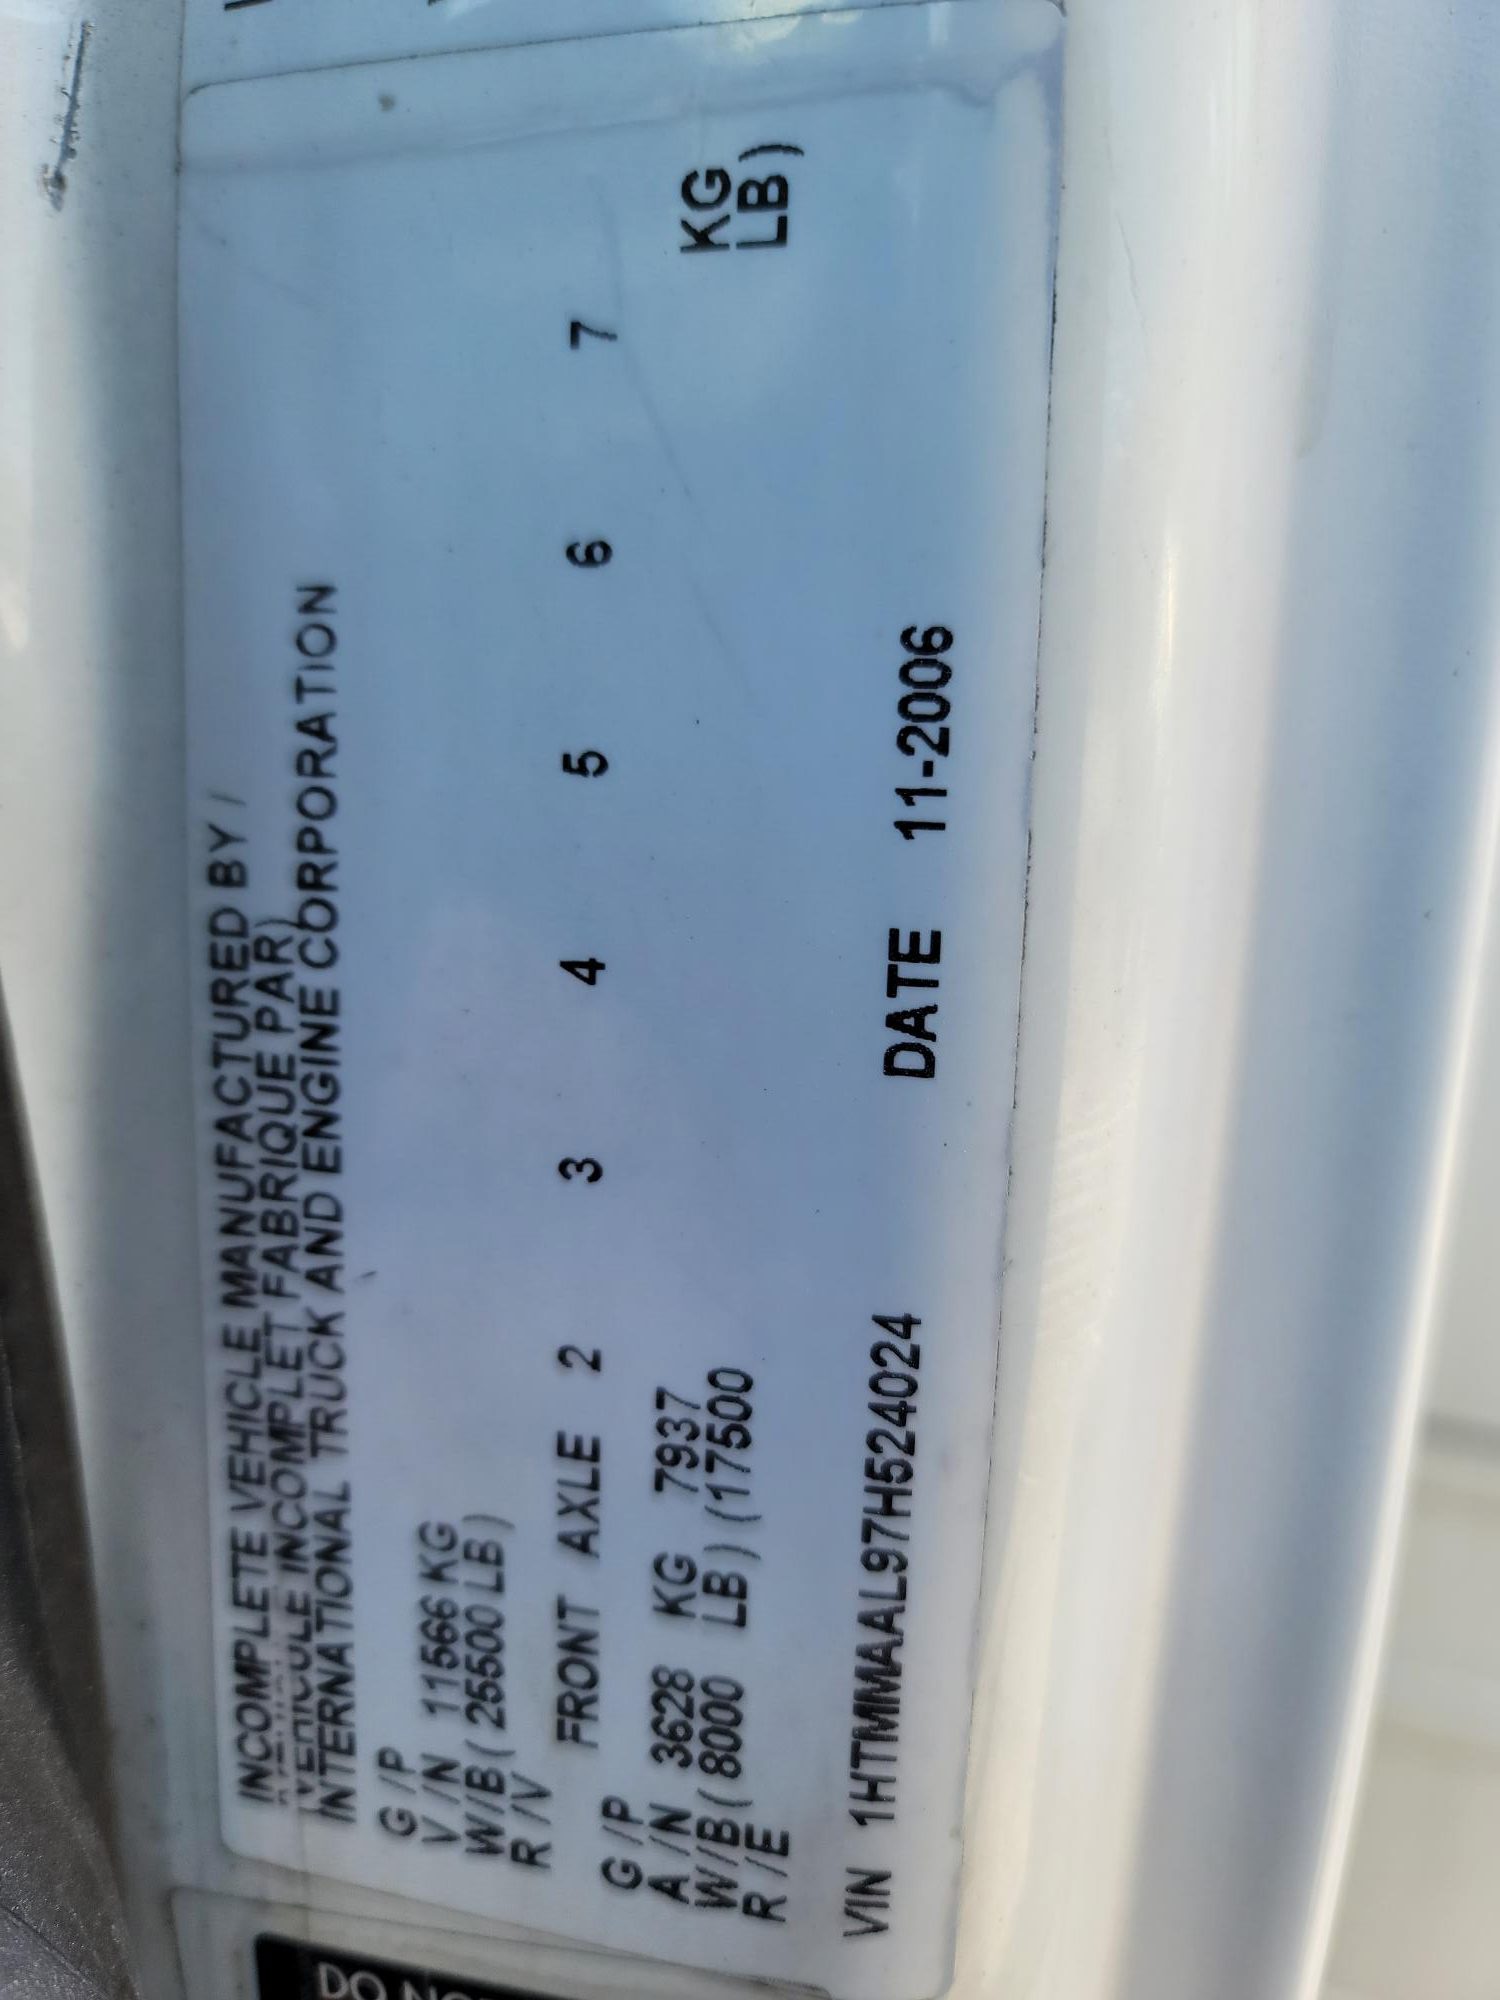 INCOMPLETE VEHICLE MANUFACTURED BY /
VEHICULE INCOMPLET FABRIQUE PAR)
INTERNATIONAL TRUCK AND ENGINE CORPORATION
G /P
V /N 11566 KG
W/B ( 25500 LB )
R /V
FRONT AXLE 2 3 4 5 6 7
G /P
A /N 3628 KG 7937 KG
W/B ( 8000 LB ) (17500 LB )
R /E
VIN 1HTMMAAL97H524024 DATE 11-2006
DO